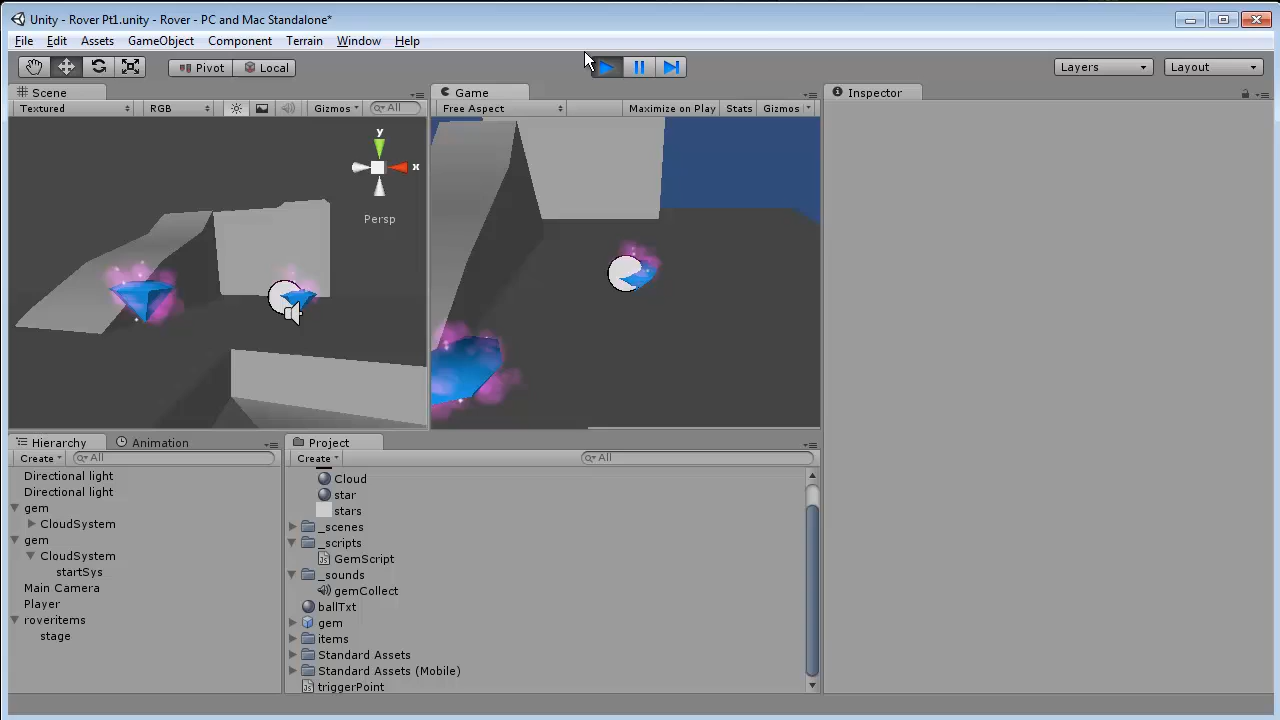 Unity - Rover Pt1.unity - Rover - PC and Mac Standalone*
File Edit Assets GameObject Component Terrain Window Help
Pivot Local Layers Layout
Scene Game Inspector
Textured RGB Gizmos All Free Aspect Maximize on Play Stats Gizmos
y
x
Persp
Hierarchy Animation Project
Create All Create All
Directional light
Directional light
gem
CloudSystem
gem
CloudSystem
startSys
Main Camera
Player
roveritems
stage
Cloud
star
stars
_scenes
_scripts
GemScript
_sounds
gemCollect
ballTxt
gem
items
Standard Assets
Standard Assets (Mobile)
triggerPoint